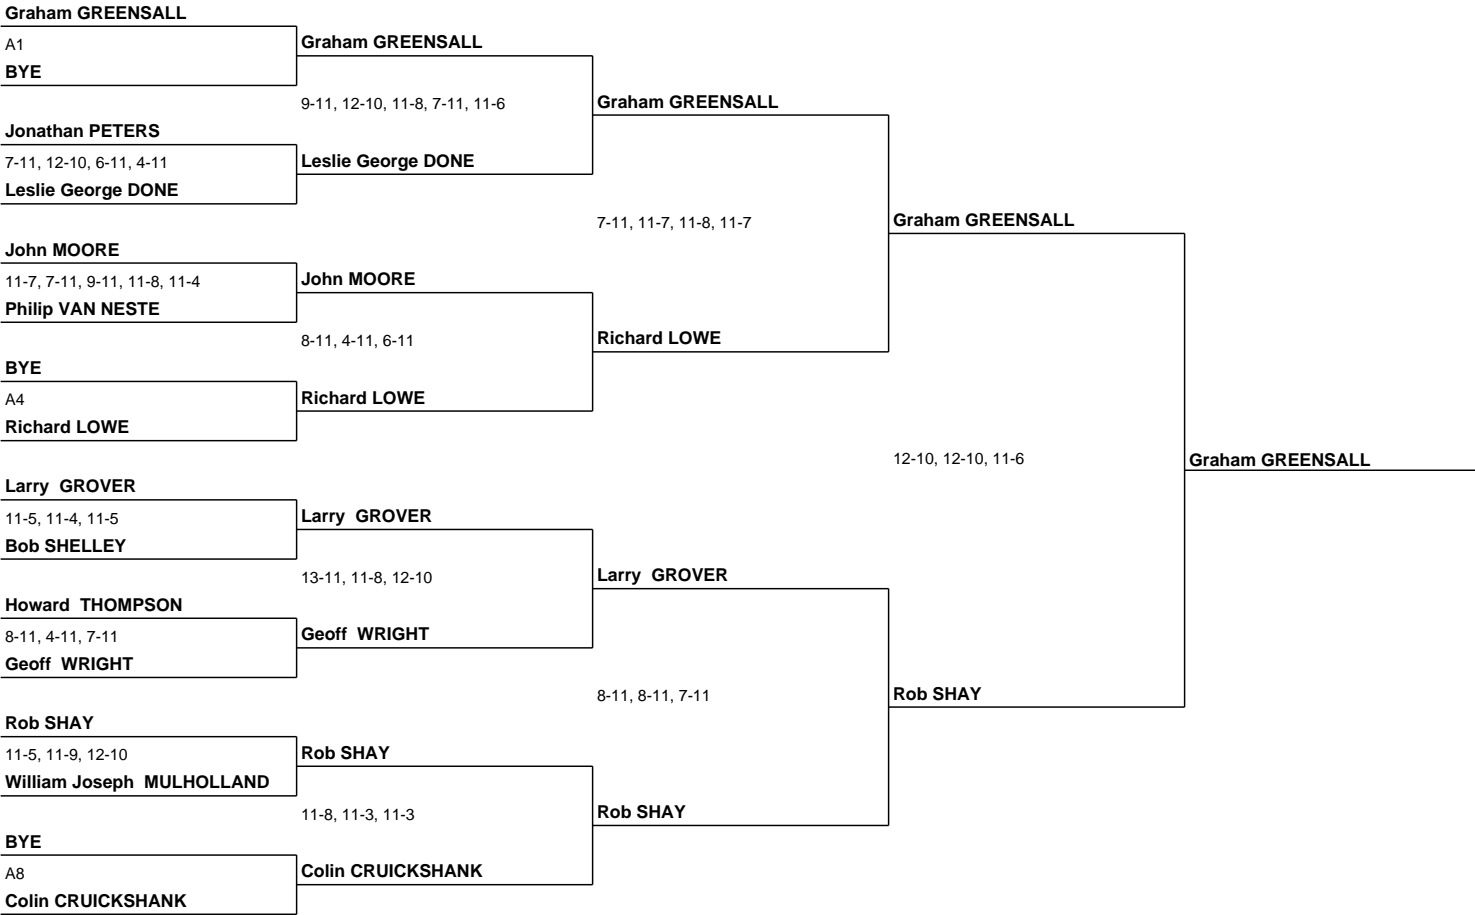 Graham GREENSALL
A1
BYE
Jonathan PETERS
7-11, 12-10, 6-11, 4-11
Leslie George DONE
John MOORE
11-7, 7-11, 9-11, 11-8, 11-4
Philip VAN NESTE
BYE
A4
Richard LOWE
Larry  GROVER
11-5, 11-4, 11-5
Bob SHELLEY
Howard  THOMPSON
8-11, 4-11, 7-11
Geoff  WRIGHT
Rob SHAY
11-5, 11-9, 12-10
William Joseph  MULHOLLAND
BYE
A8
Colin CRUICKSHANK
Graham GREENSALL
9-11, 12-10, 11-8, 7-11, 11-6
Leslie George DONE
John MOORE
8-11, 4-11, 6-11
Richard LOWE
Larry  GROVER
13-11, 11-8, 12-10
Geoff  WRIGHT
Rob SHAY
11-8, 11-3, 11-3
Colin CRUICKSHANK
Graham GREENSALL
7-11, 11-7, 11-8, 11-7
Richard LOWE
Larry  GROVER
8-11, 8-11, 7-11
Rob SHAY
Graham GREENSALL
12-10, 12-10, 11-6
Rob SHAY
Graham GREENSALL